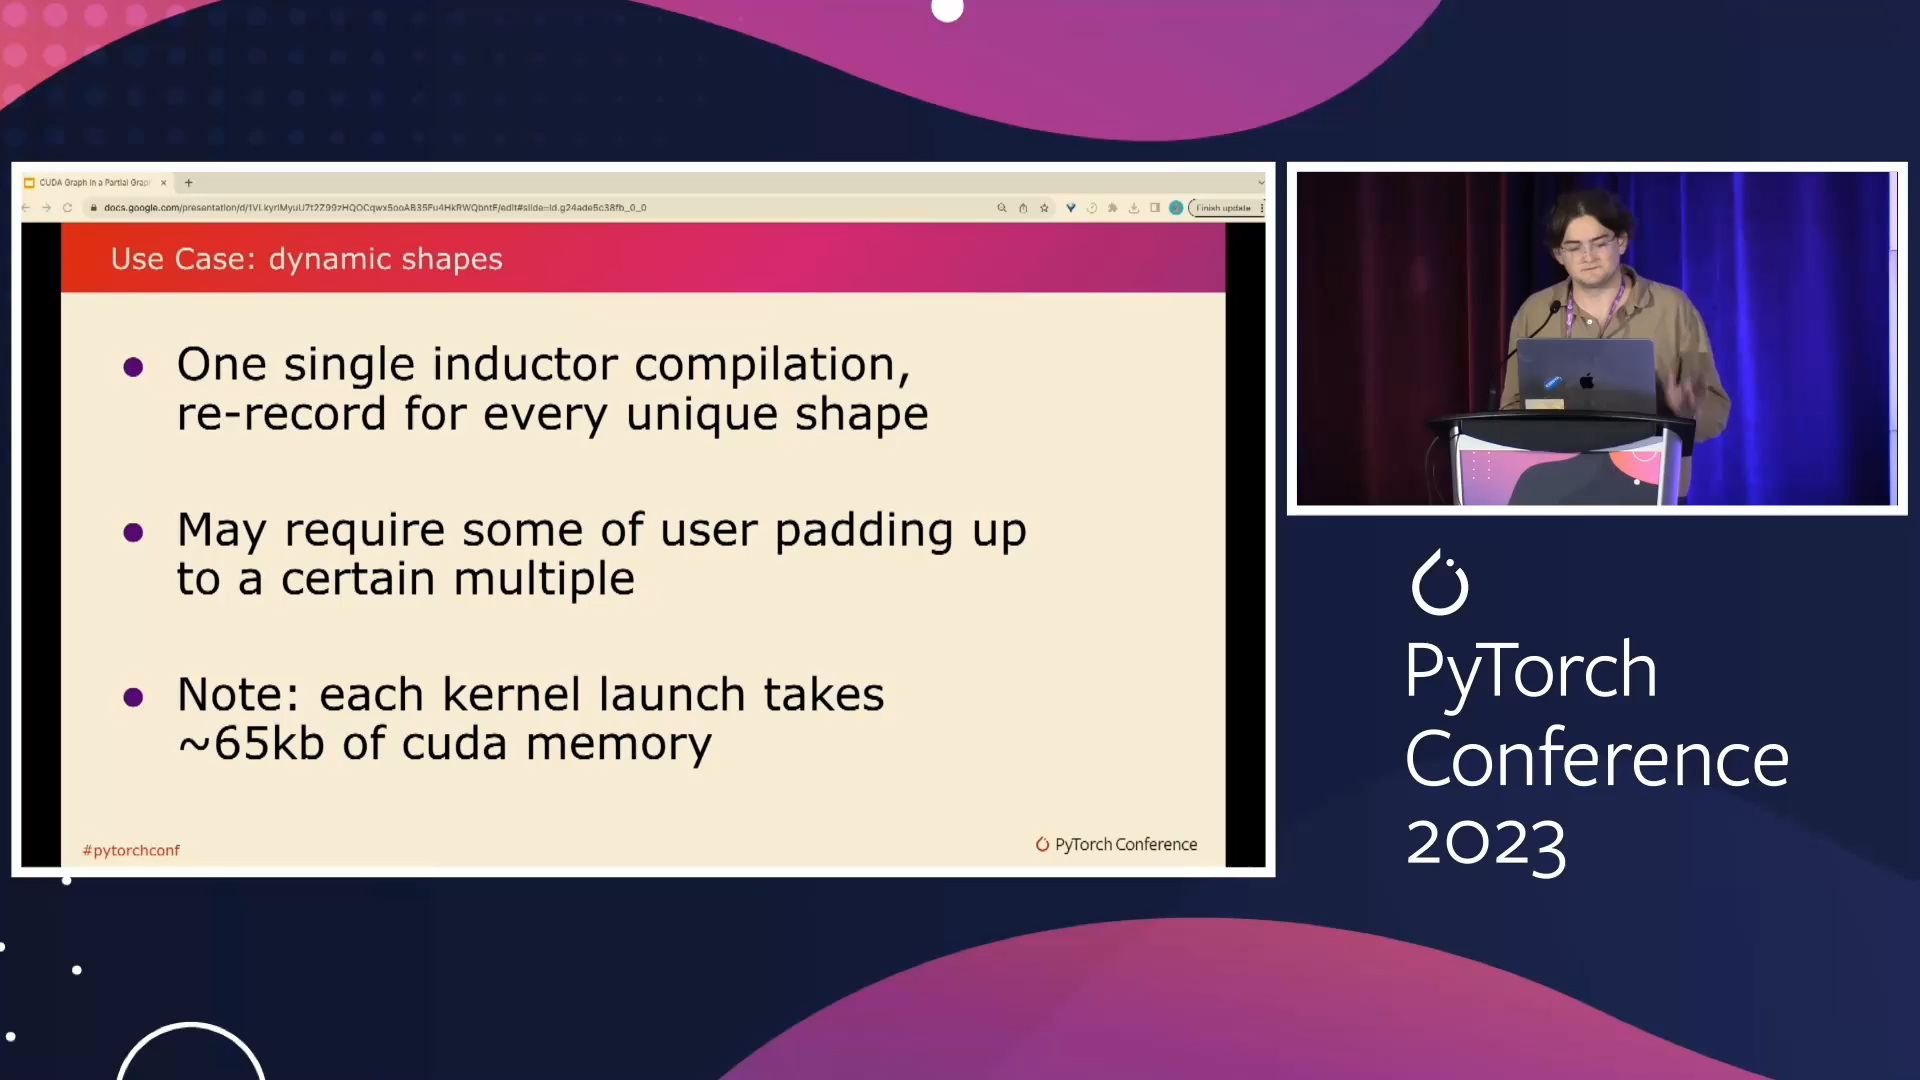 CUDA Graph in a Partial Grap
Finish update
Use Case: dynamic shapes
● One single inductor compilation,
re-record for every unique shape
● May require some of user padding up
to a certain multiple
● Note: each kernel launch takes
~65kb of cuda memory
#pytorchconf
PyTorch Conference
PyTorch
Conference
2023